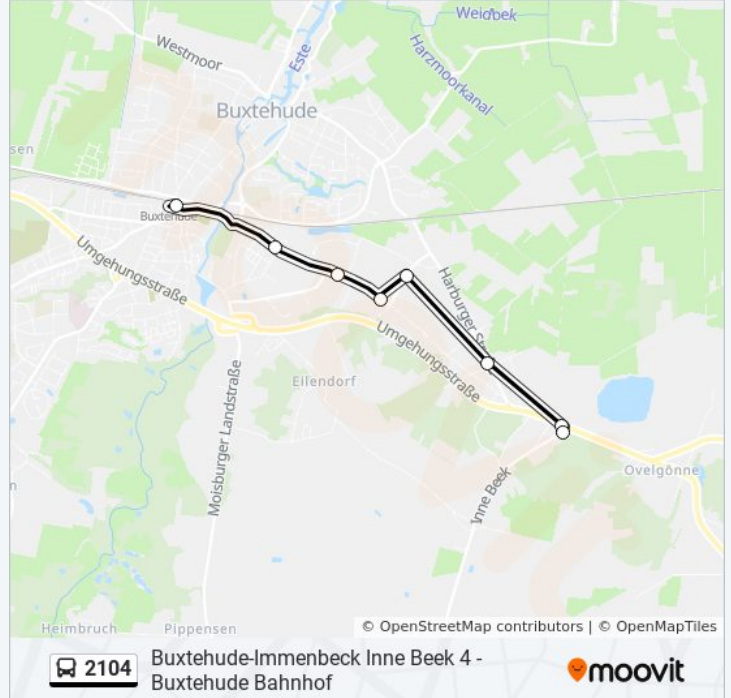 Weidbek
Westmoor
Este
Harzmoorkanal
Buxtehude
sen
Buxtehude
Umgehungsstraße
Harburger St
Umgehungsstraße
Eilendorf
Moisburger Landstraße
Ovelgönne
Inne Beek
n
© OpenStreetMap contributors | © OpenMapTiles
Heimbruch
Pippensen
2104
Buxtehude-Immenbeck Inne Beek 4 -
Buxtehude Bahnhof
moovit